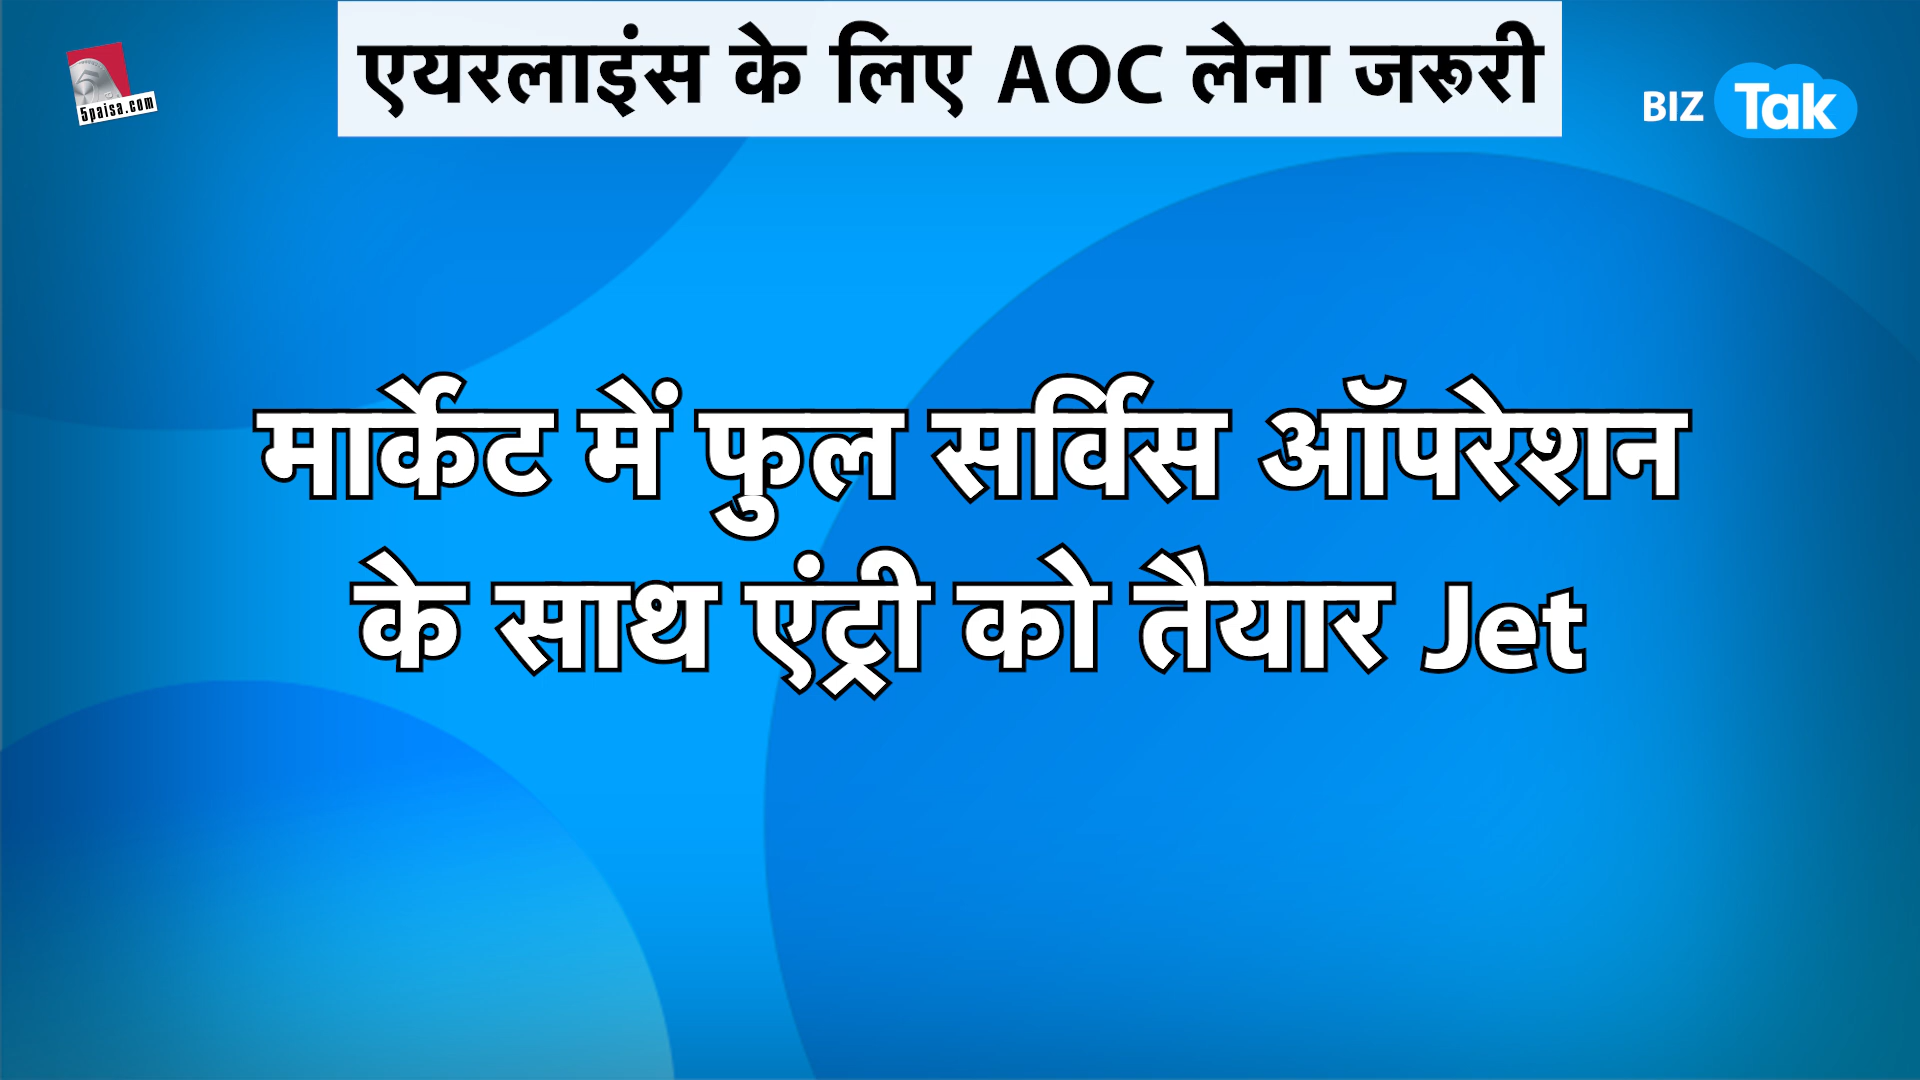 एयरलाइंस के लिए AOC लेना जरूरी
5paisa.com
BIZ Tak
मार्केट में फुल सर्विस ऑपरेशन
के साथ एंट्री को तैयार Jet